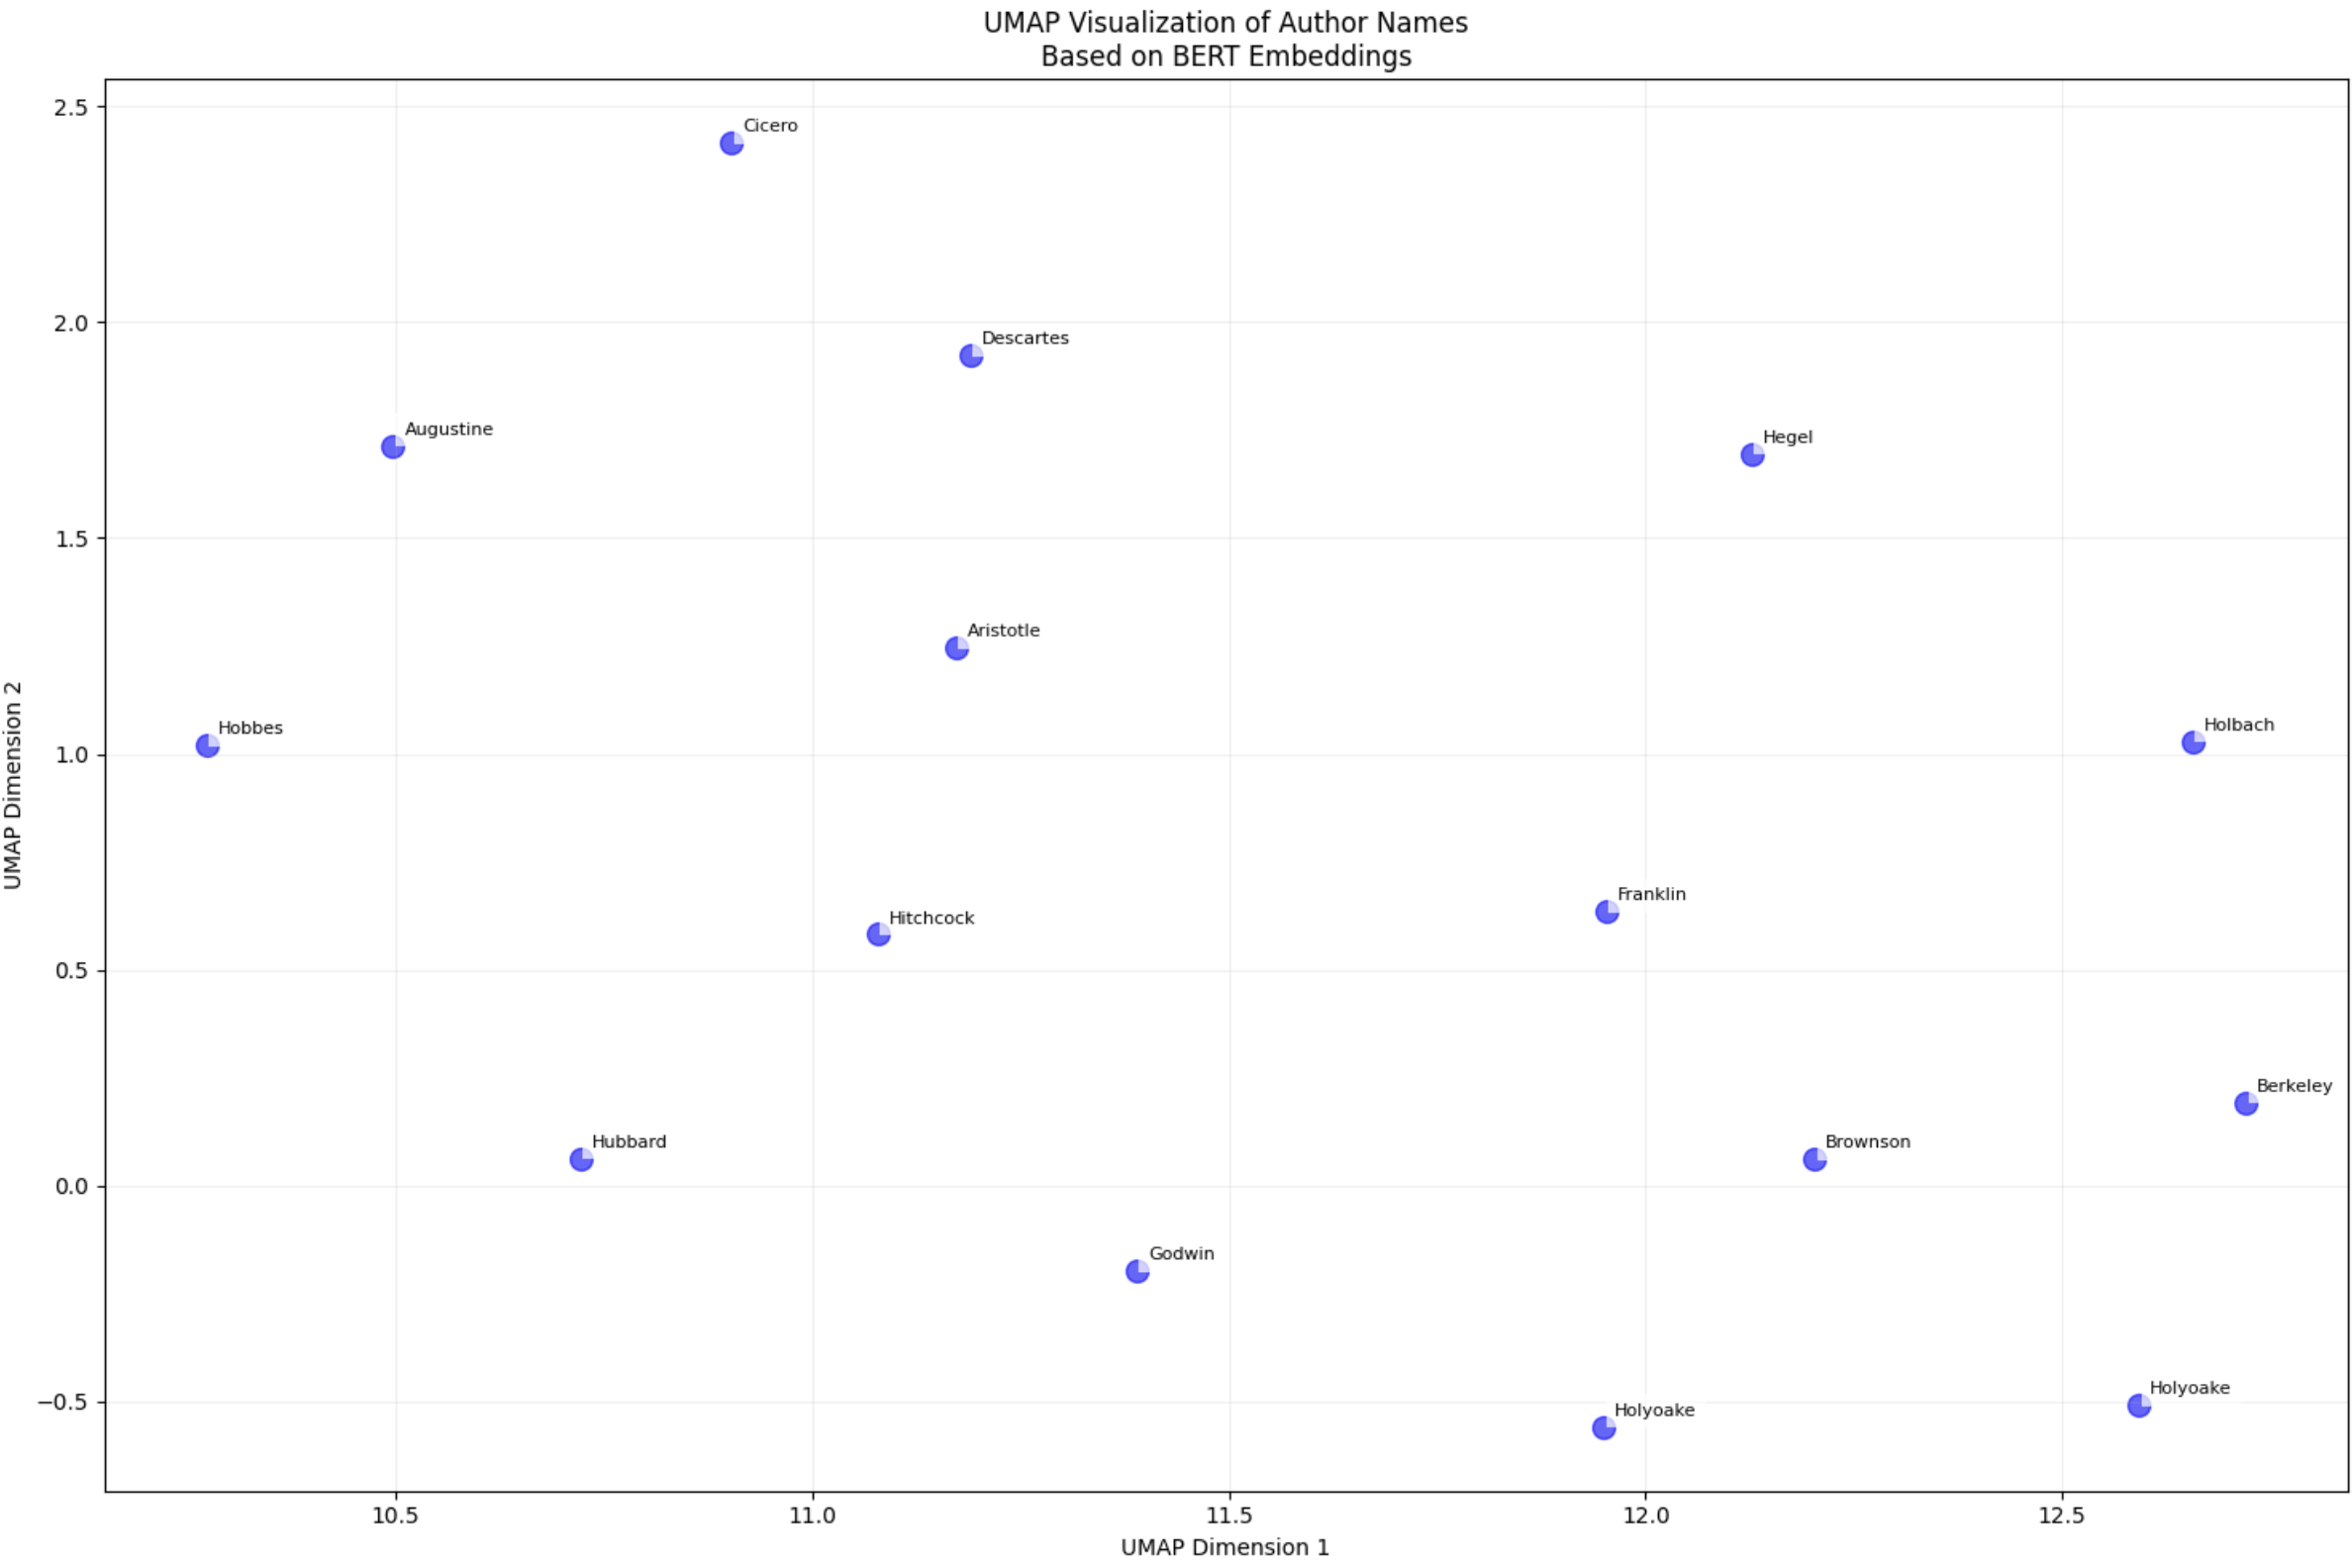 UMAP Visualization of Author Names
Based on BERT Embeddings
2.5
Cicero
2.0
Descartes
Augustine
Hegel
1.5
Aristotle
Hobbes
Holbach
1.0
UMAP Dimension 2
Franklin
Hitchcock
0.5
Berkeley
Hubbard
Brownson
0.0
Godwin
Holyoake
−0.5
Holyoake
10.5
11.0
11.5
12.0
12.5
UMAP Dimension 1